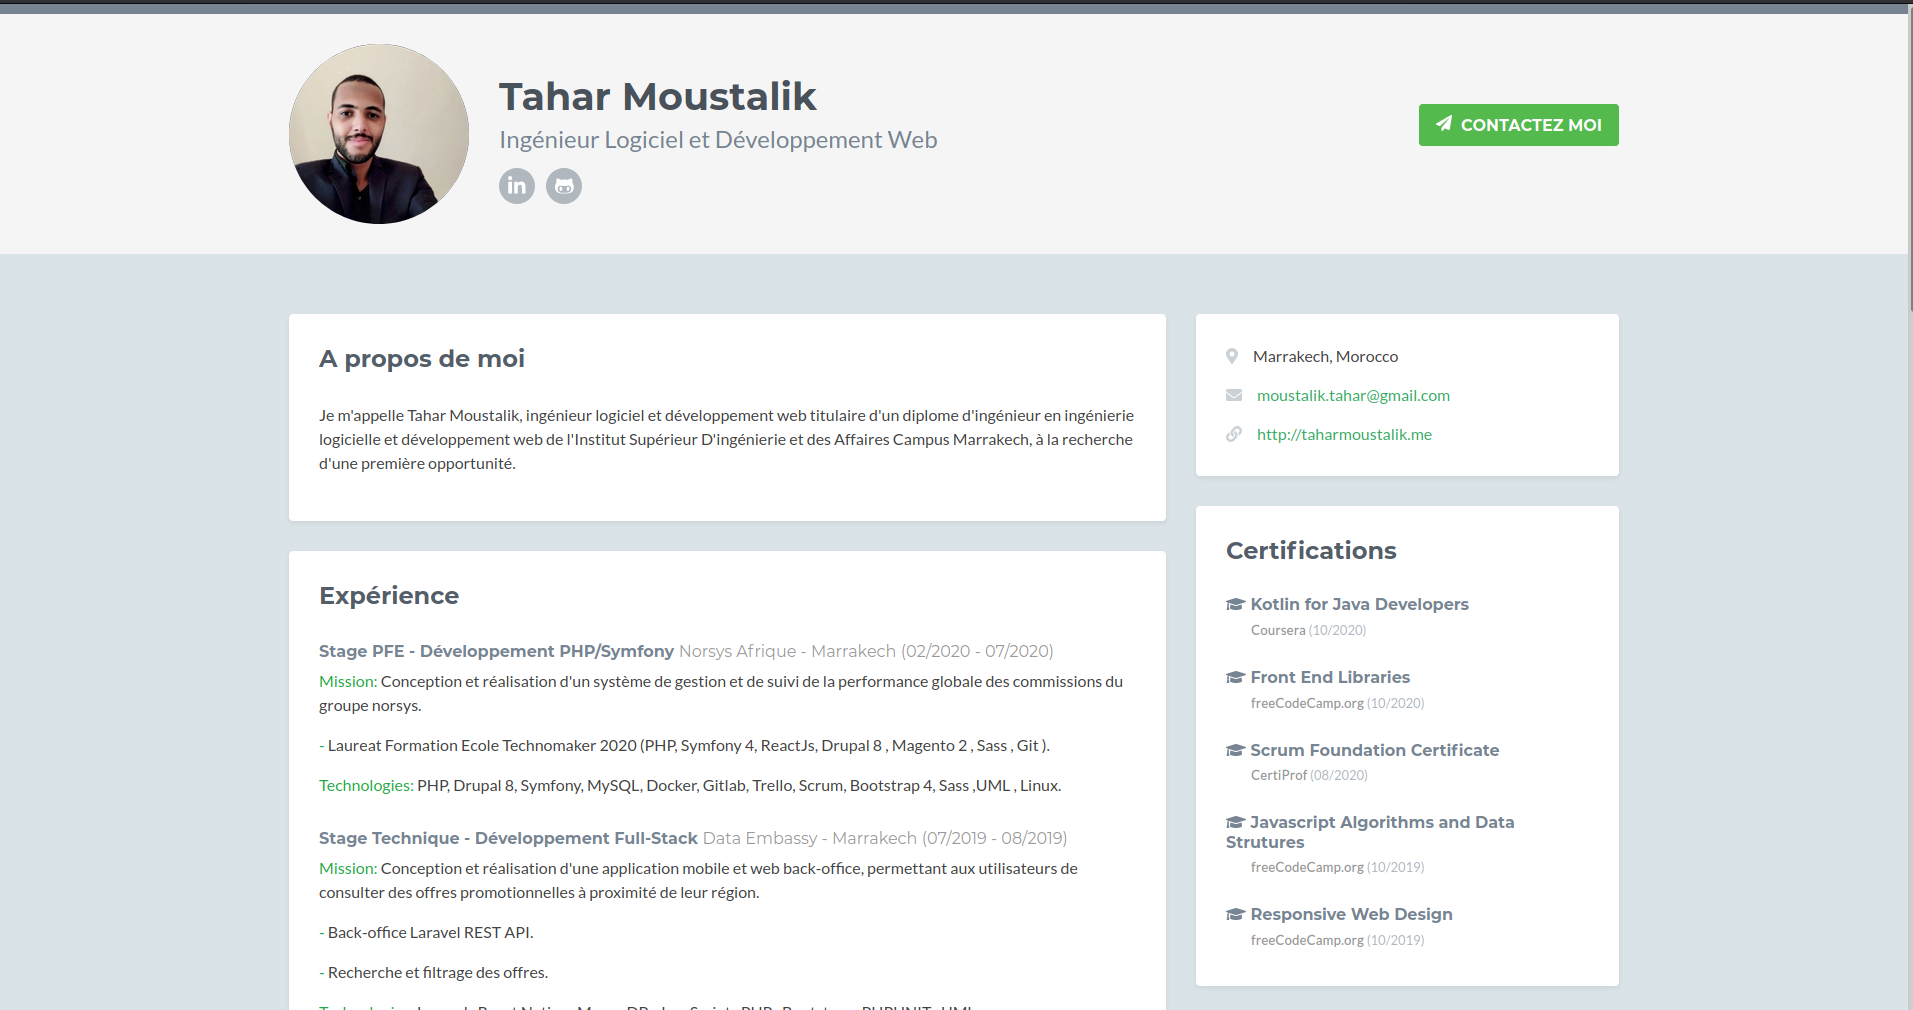 Tahar Moustalik
Ingénieur Logiciel et Développement Web
in
CONTACTEZ MOI
A propos de moi
Je m'appelle Tahar Moustalik, ingénieur logiciel et développement web titulaire d'un diplome d'ingénieur en ingénierie
logicielle et développement web de l'Institut Supérieur D'ingénierie et des Affaires Campus Marrakech, à la recherche
d'une première opportunité.
Expérience
Stage PFE - Développement PHP/Symfony Norsys Afrique - Marrakech (02/2020 - 07/2020)
Mission: Conception et réalisation d'un système de gestion et de suivi de la performance globale des commissions du
groupe norsys.
- Laureat Formation Ecole Technomaker 2020 (PHP, Symfony 4, ReactJs, Drupal 8 , Magento 2 , Sass , Git ).
Technologies: PHP, Drupal 8, Symfony, MySQL, Docker, Gitlab, Trello, Scrum, Bootstrap 4, Sass ,UML , Linux.
Stage Technique - Développement Full-Stack Data Embassy - Marrakech (07/2019 - 08/2019)
Mission: Conception et réalisation d'une application mobile et web back-office, permettant aux utilisateurs de
consulter des offres promotionnelles à proximité de leur région.
- Back-office Laravel REST API.
- Recherche et filtrage des offres.
Marrakech, Morocco
moustalik.tahar@gmail.com
http://taharmoustalik.me
Certifications
Kotlin for Java Developers
Coursera (10/2020)
Front End Libraries
freeCodeCamp.org (10/2020)
Scrum Foundation Certificate
CertiProf (08/2020)
Javascript Algorithms and Data
Strutures
freeCodeCamp.org (10/2019)
Responsive Web Design
freeCodeCamp.org (10/2019)